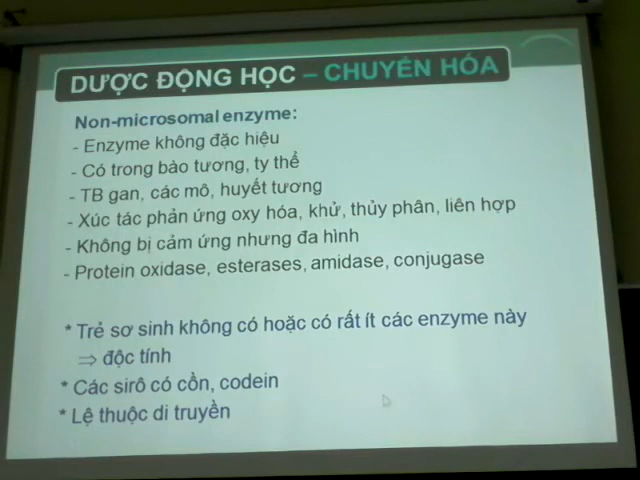 DƯỢC ĐỘNG HỌC – CHUYỂN HÓA
Non-microsomal enzyme:
- Enzyme không đặc hiệu
- Có trong bào tương, ty thể
- TB gan, các mô, huyết tương
- Xúc tác phản ứng oxy hóa, khử, thủy phân, liên hợp
- Không bị cảm ứng nhưng đa hình
- Protein oxidase, esterases, amidase, conjugase
* Trẻ sơ sinh không có hoặc có rất ít các enzyme này
⇒ độc tính
* Các sirô có cồn, codein
* Lệ thuộc di truyền